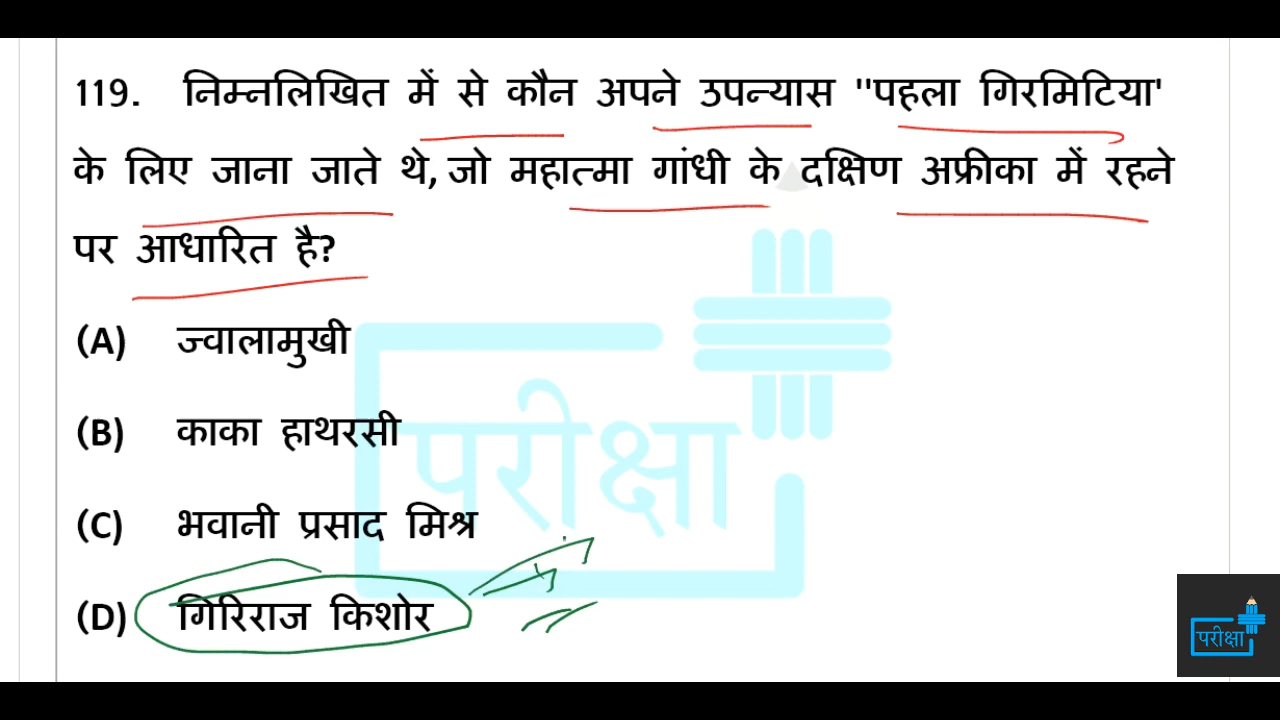 119. निम्नलिखित में से कौन अपने उपन्यास "पहला गिरमिटिया'
के लिए जाना जाते थे, जो महात्मा गांधी के दक्षिण अफ्रीका में रहने
पर आधारित है?
(A) ज्वालामुखी
(B) काका हाथरसी
(C) भवानी प्रसाद मिश्र
(D) गिरिराज किशोर
परीक्षा
परीक्षा